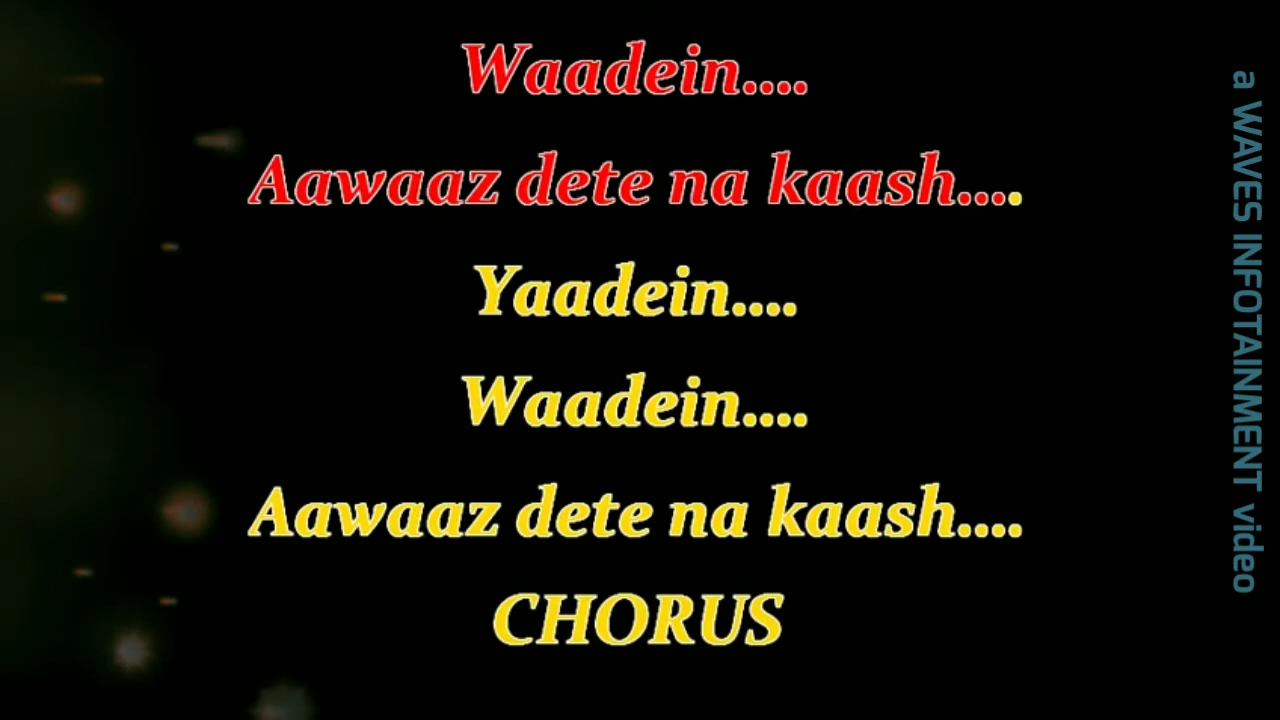 Waadein....
Aawaaz dete na kaash....
Yaadein....
Waadein....
Aawaaz dete na kaash....
CHORUS
a WAVES INFOTAINMENT video